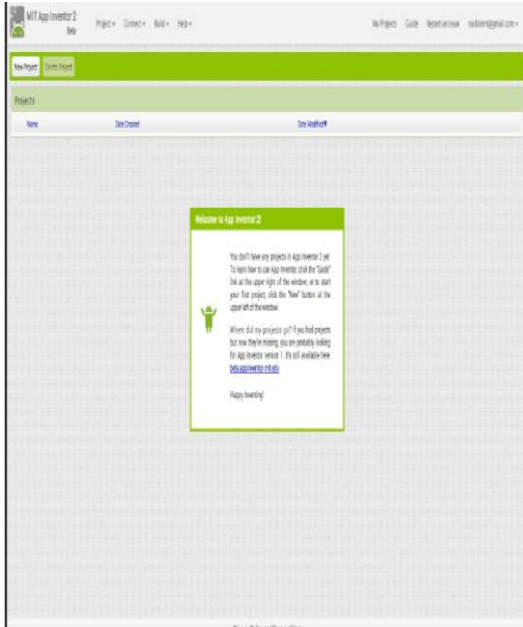 MIT App Inventor 2
Beta
Project Connect Build Help
My Projects Guide Report an Issue
New Project Delete Project
Projects
Name Date Created Date Modified
Welcome to App Inventor 2!
You don't have any projects in App Inventor 2 yet.
To learn how to use App Inventor, click the "Guide"
link at the upper right of the window; or to start
your first project, click the "New" button at the
upper left of the window.
Where did my projects go? If you had projects
but now they're missing, you are probably looking
for App Inventor version 1. It's still available here:
beta.appinventor.mit.edu
Happy Inventing!